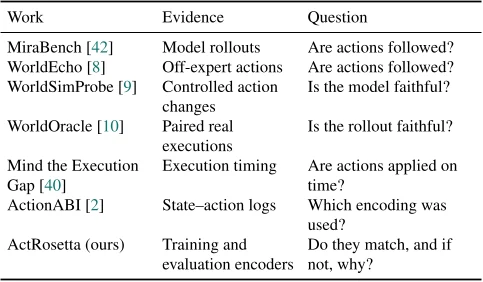 Work Evidence Question
MiraBench [42] Model rollouts Are actions followed?
WorldEcho [8] Off-expert actions Are actions followed?
WorldSimProbe [9] Controlled action Is the model faithful?
changes
WorldOracle [10] Paired real Is the rollout faithful?
executions
Mind the Execution Execution timing Are actions applied on
Gap [40] time?
ActionABI [2] State–action logs Which encoding was
used?
ActRosetta (ours) Training and Do they match, and if
evaluation encoders not, why?